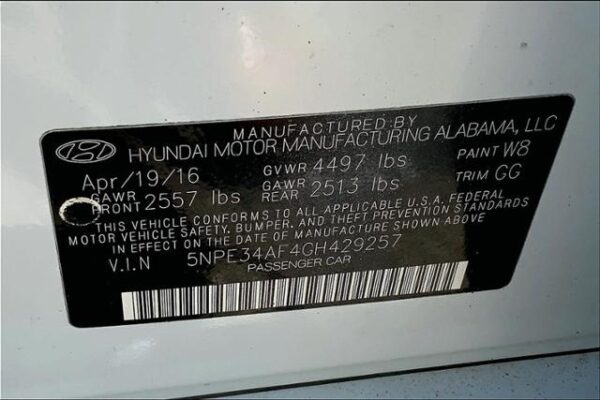 MANUFACTURED BY
HYUNDAI MOTOR MANUFACTURING ALABAMA, LLC
Apr/19/16 GVWR 4497 lbs PAINT W8
GAWR FRONT 2557 lbs GAWR REAR 2513 lbs TRIM GG
THIS VEHICLE CONFORMS TO ALL APPLICABLE U.S.A. FEDERAL
MOTOR VEHICLE SAFETY, BUMPER, AND THEFT PREVENTION STANDARDS
IN EFFECT ON THE DATE OF MANUFACTURE SHOWN ABOVE
V.I.N 5NPE34AF4GH429257
PASSENGER CAR